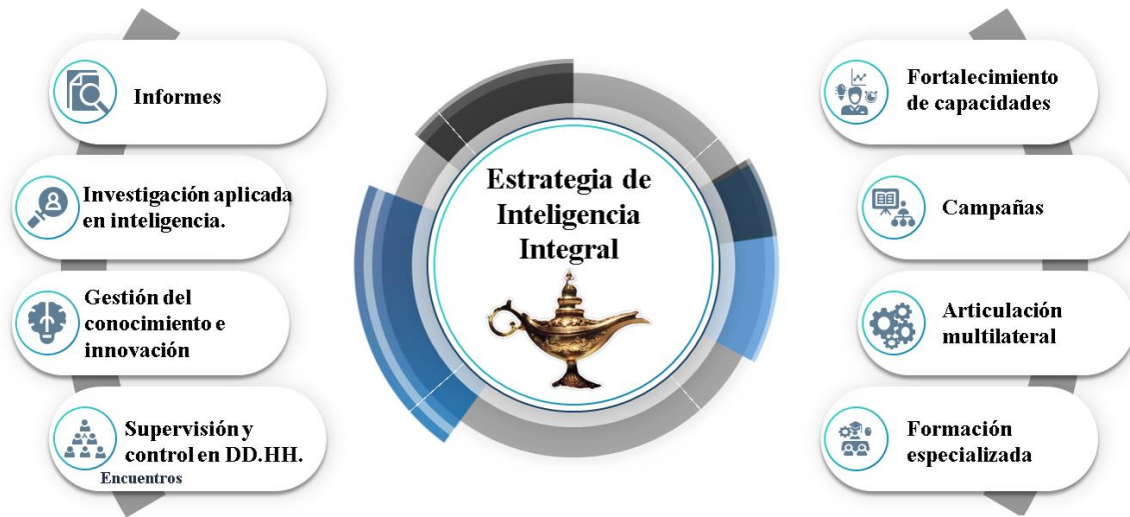 Informes
Investigación aplicada
en inteligencia.
Gestión del
conocimiento e
innovación
Supervisión y
control en DD.HH.
Encuentros
Estrategia de
Inteligencia
Integral
Fortalecimiento
de capacidades
Campañas
Articulación
multilateral
Formación
especializada